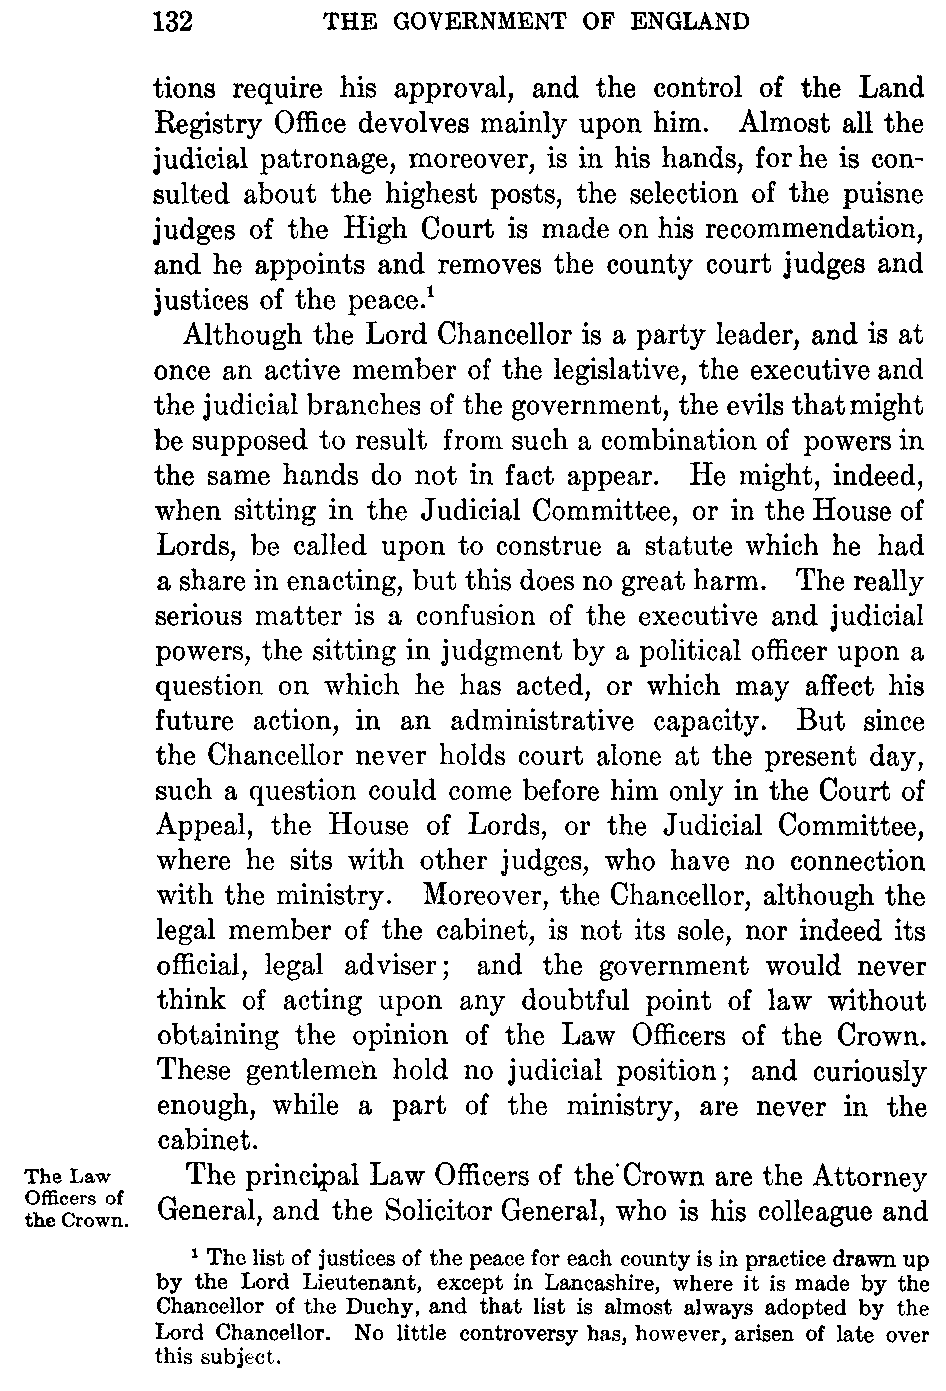 132 THE GOVERNMENT OF ENGLAND
tions require his approval, and the control of the Land
Registry Office devolves mainly upon him. Almost all the
judicial patronage, moreover, is in his hands, for he is con-
sulted about the highest posts, the selection of the puisne
judges of the High Court is made on his recommendation,
and he appoints and removes the county court judges and
justices of the peace.¹
Although the Lord Chancellor is a party leader, and is at
once an active member of the legislative, the executive and
the judicial branches of the government, the evils that might
be supposed to result from such a combination of powers in
the same hands do not in fact appear. He might, indeed,
when sitting in the Judicial Committee, or in the House of
Lords, be called upon to construe a statute which he had
a share in enacting, but this does no great harm. The really
serious matter is a confusion of the executive and judicial
powers, the sitting in judgment by a political officer upon a
question on which he has acted, or which may affect his
future action, in an administrative capacity. But since
the Chancellor never holds court alone at the present day,
such a question could come before him only in the Court of
Appeal, the House of Lords, or the Judicial Committee,
where he sits with other judges, who have no connection
with the ministry. Moreover, the Chancellor, although the
legal member of the cabinet, is not its sole, nor indeed its
official, legal adviser; and the government would never
think of acting upon any doubtful point of law without
obtaining the opinion of the Law Officers of the Crown.
These gentlemen hold no judicial position; and curiously
enough, while a part of the ministry, are never in the
cabinet.
The Law
Officers of
the Crown.
The principal Law Officers of the Crown are the Attorney
General, and the Solicitor General, who is his colleague and
¹ The list of justices of the peace for each county is in practice drawn up
by the Lord Lieutenant, except in Lancashire, where it is made by the
Chancellor of the Duchy, and that list is almost always adopted by the
Lord Chancellor. No little controversy has, however, arisen of late over
this subject.